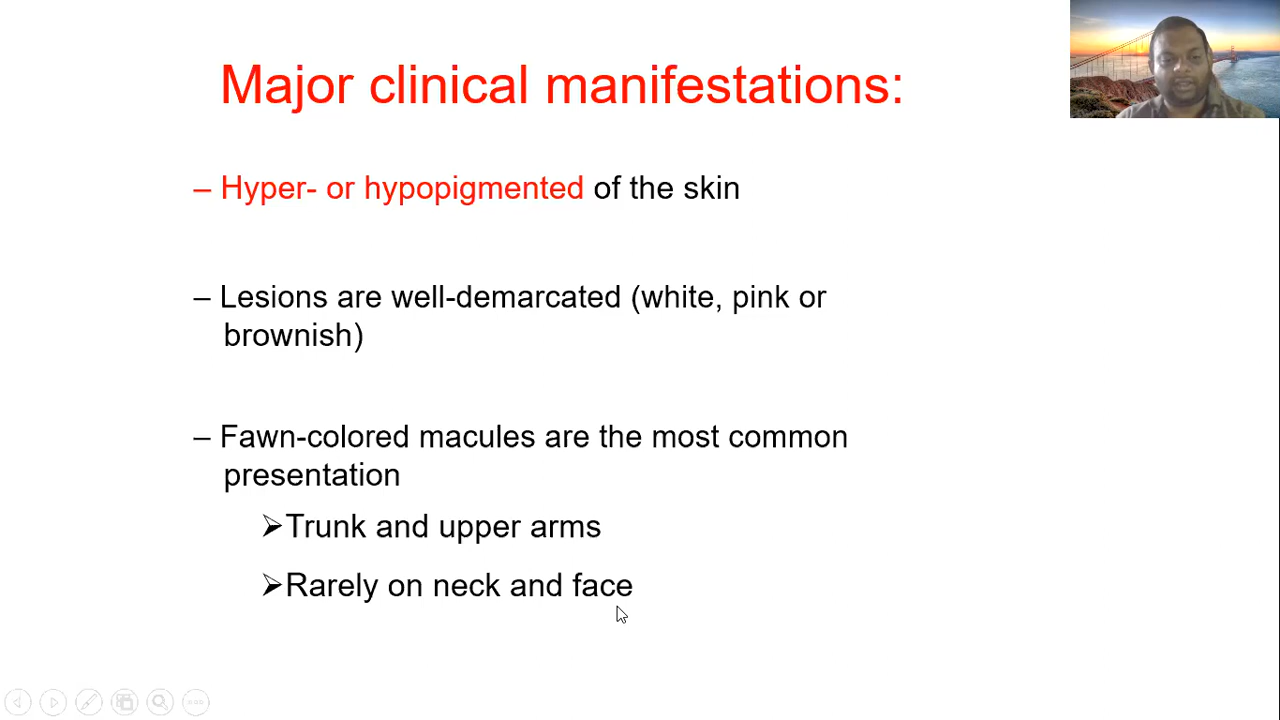 Major clinical manifestations:
– Hyper- or hypopigmented of the skin
– Lesions are well-demarcated (white, pink or
brownish)
– Fawn-colored macules are the most common
presentation
➢Trunk and upper arms
➢Rarely on neck and face